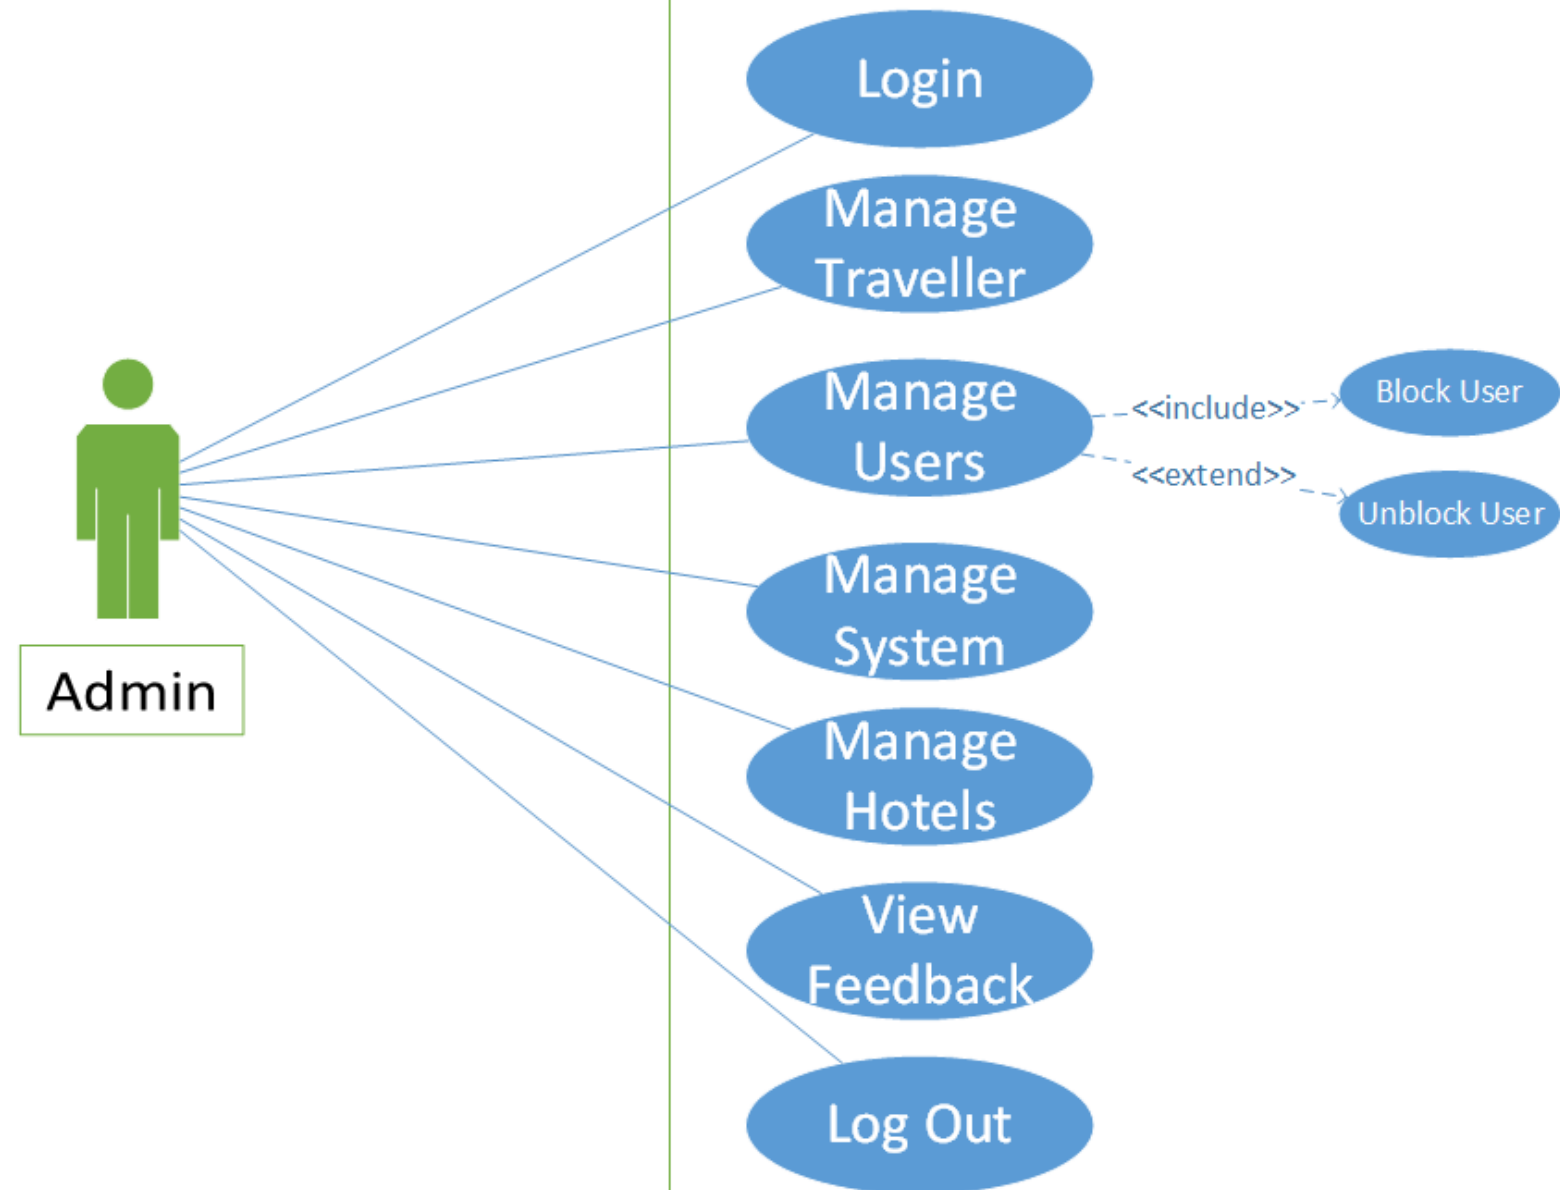 Login
Manage
Traveller
Manage
Users
<<include>>
Block User
<<extend>>
Unblock User
Manage
System
Admin
Manage
Hotels
View
Feedback
Log Out